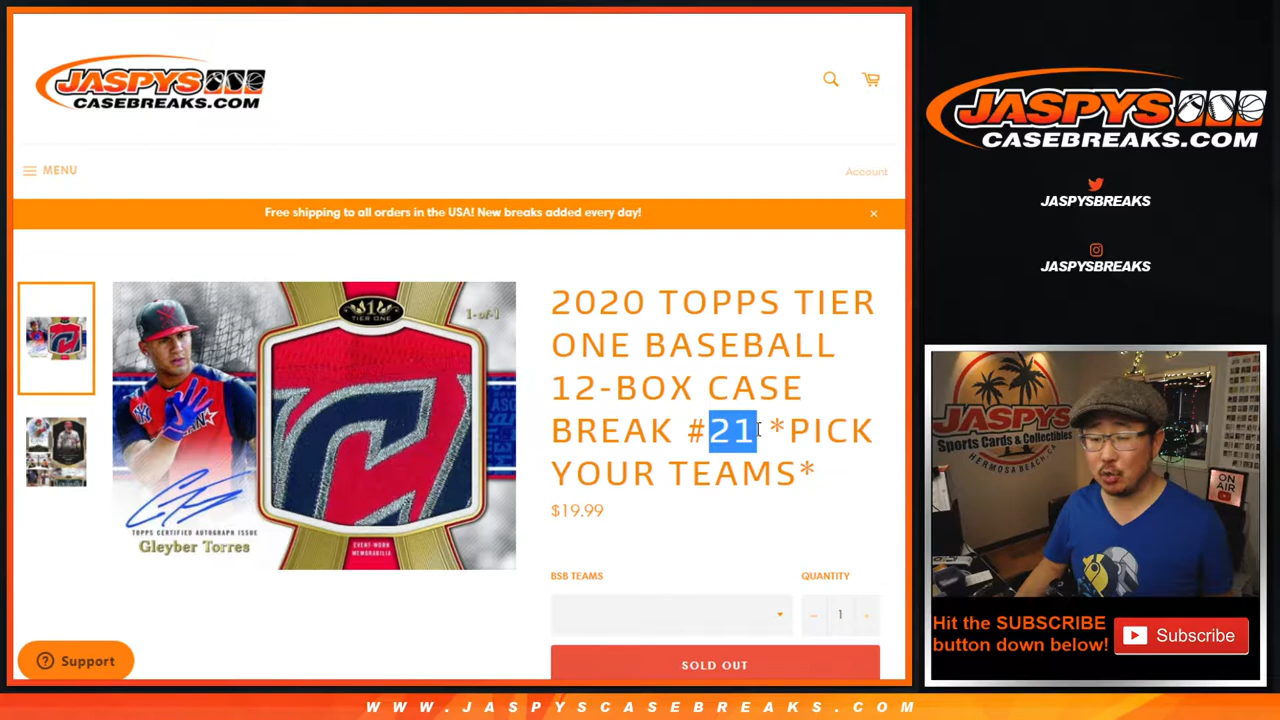 JASPYS
CASEBREAKS.COM
MENU
Account
Free shipping to all orders in the USA! New breaks added every day!
×
1
TIER ONE
1-of-1
TOPPS CERTIFIED AUTOGRAPH ISSUE
Gleyber Torres
EVENT-WORN
MEMORABILIA
2020 TOPPS TIER
ONE BASEBALL
12-BOX CASE
BREAK #21 *PICK
YOUR TEAMS*
$19.99
BSB TEAMS
QUANTITY
− 1 +
SOLD OUT
? Support
JASPYS
CASEBREAKS.COM
JASPYSBREAKS
JASPYSBREAKS
JASPYS
Sports Cards & Collectibles
HERMOSA BEACH, CA
ON AIR
Hit the SUBSCRIBE
button down below!
Subscribe
WWW.JASPYSCASEBREAKS.COM